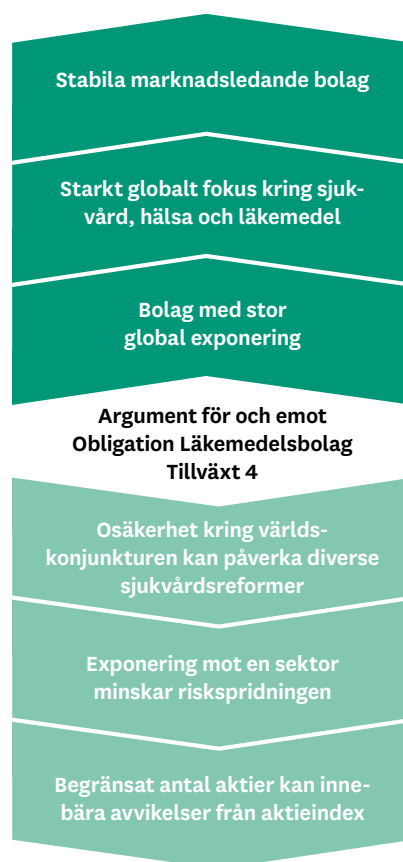 Stabila marknadsledande bolag
Starkt globalt fokus kring sjuk-
vård, hälsa och läkemedel
Bolag med stor
global exponering
Argument för och emot
Obligation Läkemedelsbolag
Tillväxt 4
Osäkerhet kring världs-
konjunkturen kan påverka diverse
sjukvårdsreformer
Exponering mot en sektor
minskar riskspridningen
Begränsat antal aktier kan inne-
bära avvikelser från aktieindex